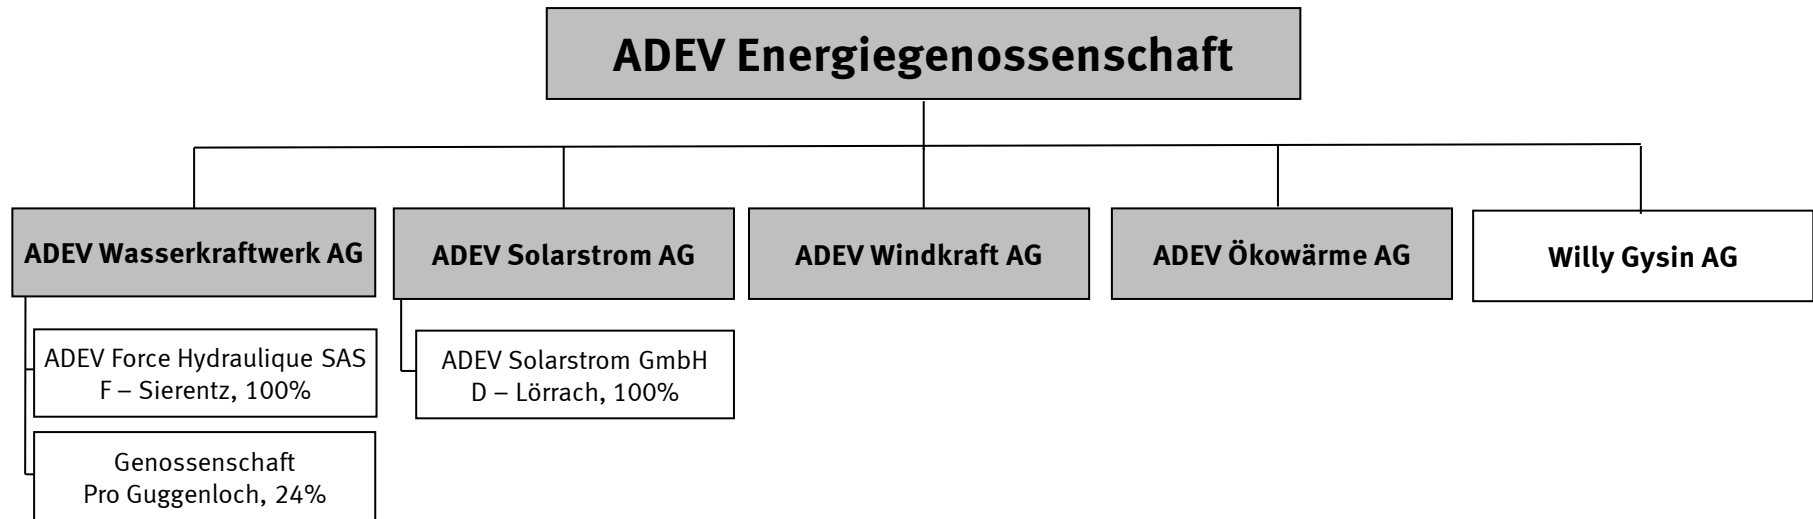 ADEV Energiegenossenschaft
ADEV Wasserkraftwerk AG
ADEV Solarstrom AG
ADEV Windkraft AG
ADEV Ökowärme AG
Willy Gysin AG
ADEV Force Hydraulique SAS
F – Sierentz, 100%
ADEV Solarstrom GmbH
D – Lörrach, 100%
Genossenschaft
Pro Guggenloch, 24%